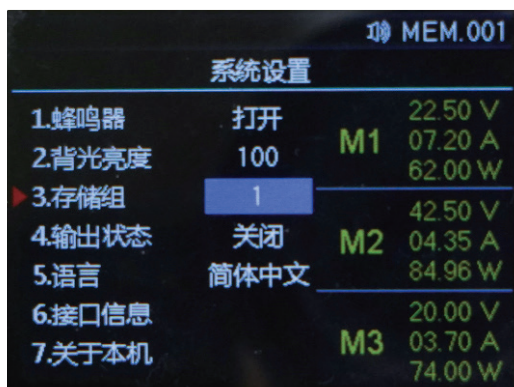 MEM.001
系统设置
1.蜂鸣器 打开
2.背光亮度 100
3.存储组 1
4.输出状态 关闭
5.语言 简体中文
6.接口信息
7.关于本机
M1
22.50 V
07.20 A
62.00 W
M2
42.50 V
04.35 A
84.96 W
M3
20.00 V
03.70 A
74.00 W